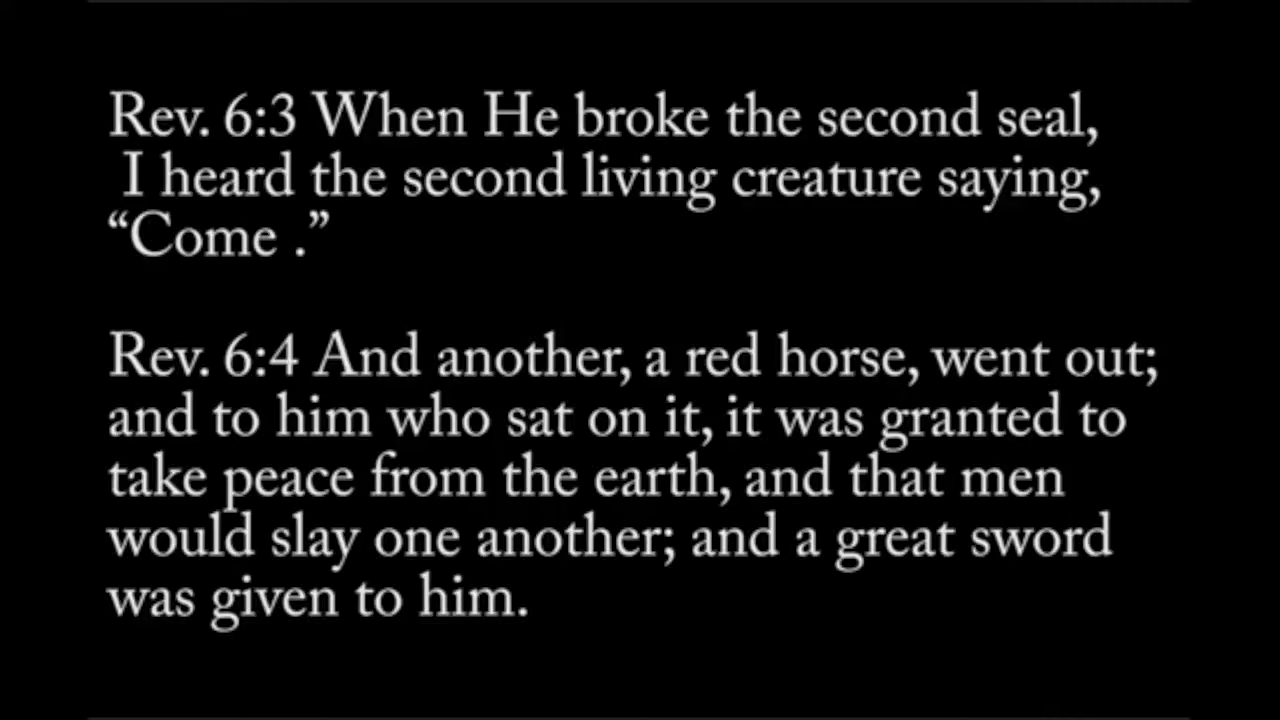 Rev. 6:3 When He broke the second seal,
I heard the second living creature saying,
“Come .”
Rev. 6:4 And another, a red horse, went out;
and to him who sat on it, it was granted to
take peace from the earth, and that men
would slay one another; and a great sword
was given to him.